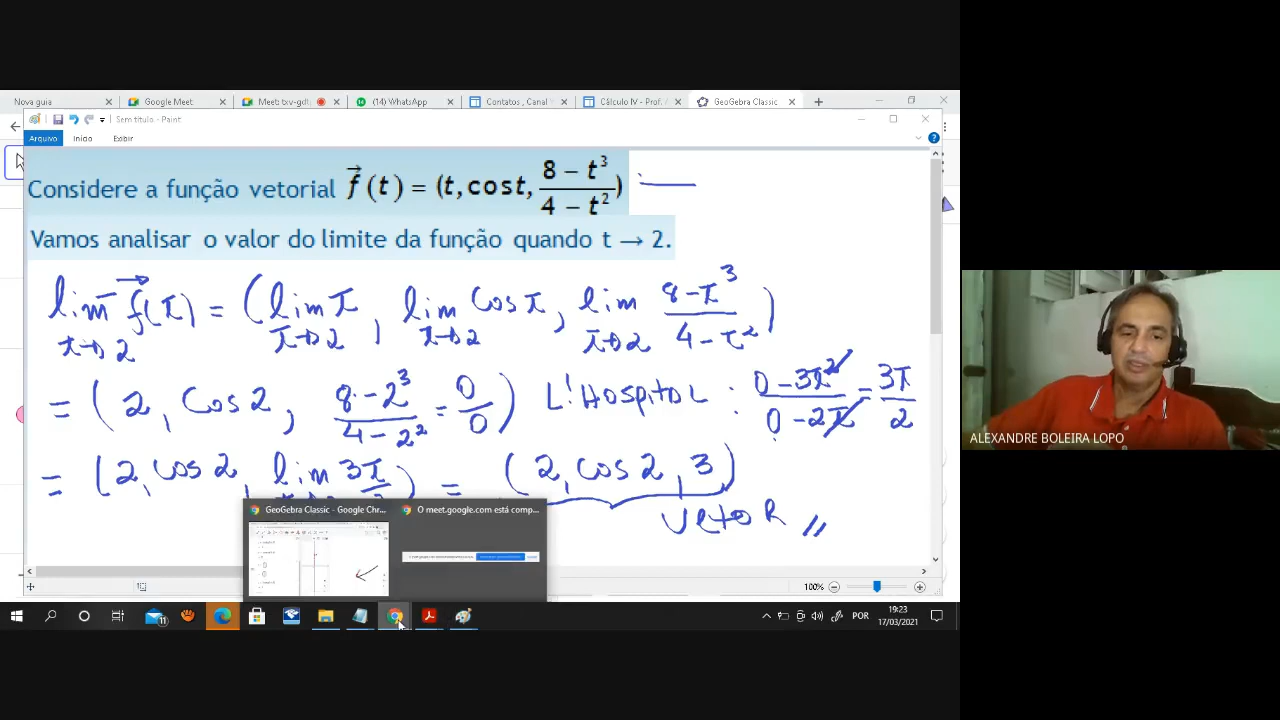 Nova guia
Google Meet
Meet: txv-gdt
(14) WhatsApp
Contatos , Canal
Cálculo IV - Prof. A
GeoGebra Classic
Sem título - Paint
Arquivo Início Exibir
Considere a função vetorial f(t) = (t, cost, (8 – t³)/(4 – t²))
Vamos analisar o valor do limite da função quando t → 2.
lim t→2 f(t) = (lim t→2 t, lim t→2 cos t, lim t→2 (8 - t³)/(4 - t²))
= (2, cos 2, (8 - 2³)/(4 - 2²) = 0/0) L'Hospital : (0 - 3t²)/(0 - 2t) = 3t/2
= (2, cos 2, lim 3t/2) = (2, cos 2, 3)
vetor //
GeoGebra Classic - Google Chr...
O meet.google.com está comp...
100%
11
POR
19:23
17/03/2021
ALEXANDRE BOLEIRA LOPO